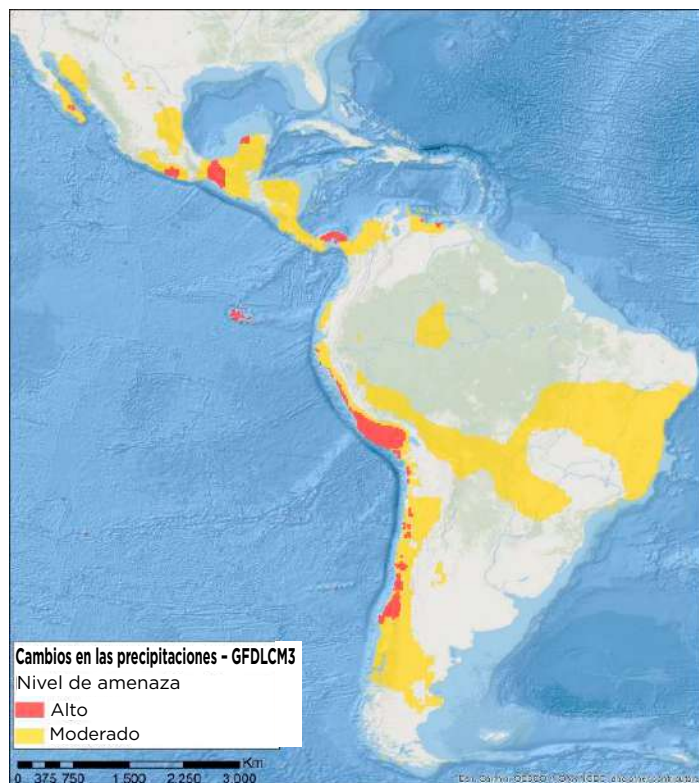 Cambios en las precipitaciones – GFDLCM3
Nivel de amenaza
Alto
Moderado
Km
0 375 750 1.500 2.250 3.000